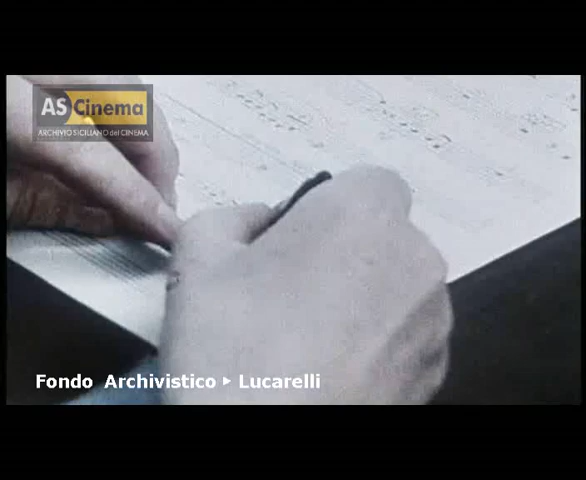 AS Cinema
ARCHIVIO SICILIANO del CINEMA
Fondo Archivistico ▸ Lucarelli